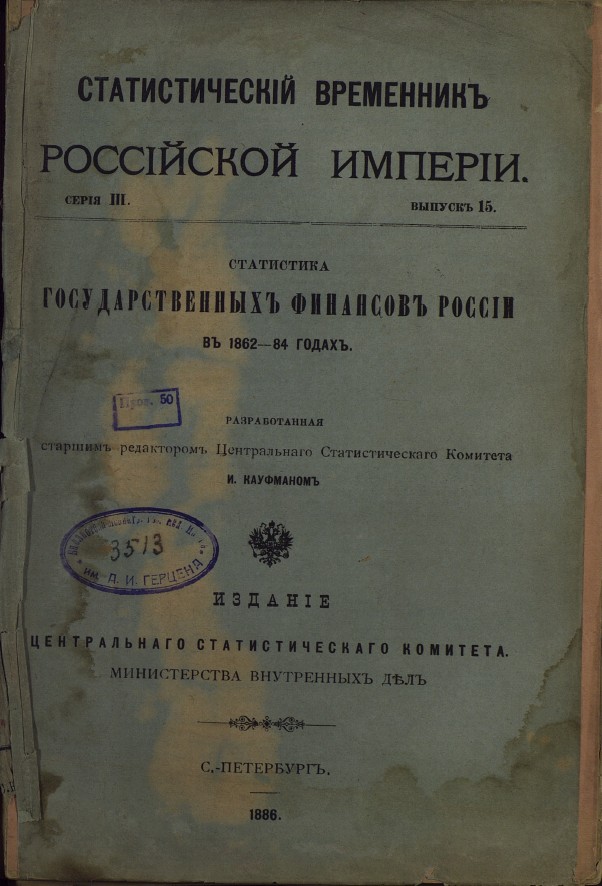 СТАТИСТИЧЕСКІЙ ВРЕМЕННИКЪ
РОССІЙСКОЙ ИМПЕРІИ.
СЕРІЯ III.
ВЫПУСКЪ 15.
СТАТИСТИКА
ГОСУДАРСТВЕННЫХЪ ФИНАНСОВЪ РОССІИ
ВЪ 1862—84 ГОДАХЪ.
Пров. 50
РАЗРАБОТАННАЯ
старшимъ редакторомъ Центральнаго Статистическаго Комитета
И. КАУФМАНОМЪ
3513
им. А. И. ГЕРЦЕНА
ИЗДАНІЕ
ЦЕНТРАЛЬНАГО СТАТИСТИЧЕСКАГО КОМИТЕТА.
МИНИСТЕРСТВА ВНУТРЕННЫХЪ ДѢЛЪ
С.-ПЕТЕРБУРГЪ.
1886.